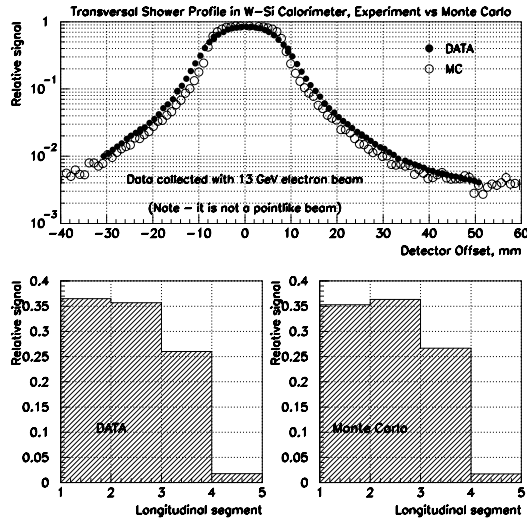 Transversal Shower Profile in W-Si Calorimeter, Experiment vs Monte Carlo
Relative signal
1
10⁻¹
10⁻²
10⁻³
DATA
MC
Data collected with 13 GeV electron beam
(Note - it is not a pointlike beam)
-40 -30 -20 -10 0 10 20 30 40 50 60
Detector Offset, mm
Relative signal
0.4
0.35
0.3
0.25
0.2
0.15
0.1
0.05
0
DATA
1 2 3 4 5
Longitudinal segment
Relative signal
0.4
0.35
0.3
0.25
0.2
0.15
0.1
0.05
0
Monte Carlo
1 2 3 4 5
Longitudinal segment